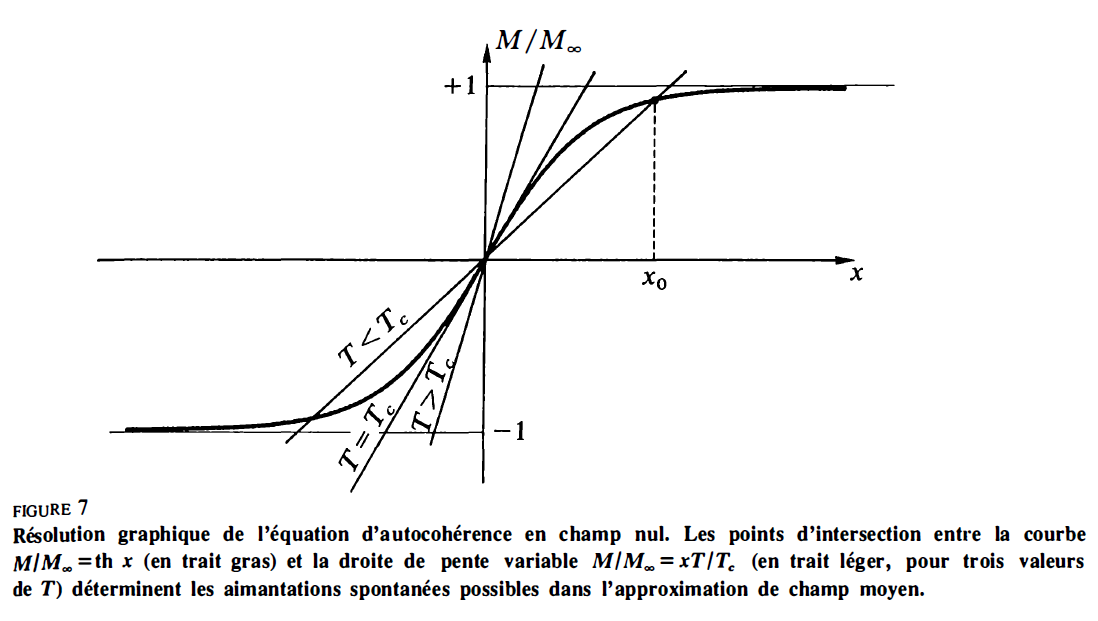 M/M∞
+1
x
x₀
T < Tc
T = Tc
T > Tc
−1
FIGURE 7
Résolution graphique de l'équation d'autocohérence en champ nul. Les points d'intersection entre la courbe
M/M∞ = th x (en trait gras) et la droite de pente variable M/M∞ = xT/Tc (en trait léger, pour trois valeurs
de T) déterminent les aimantations spontanées possibles dans l'approximation de champ moyen.